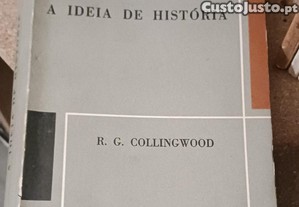 Custojusto.pt
A IDEIA DE HISTÓRIA
R. G. COLLINGWOOD